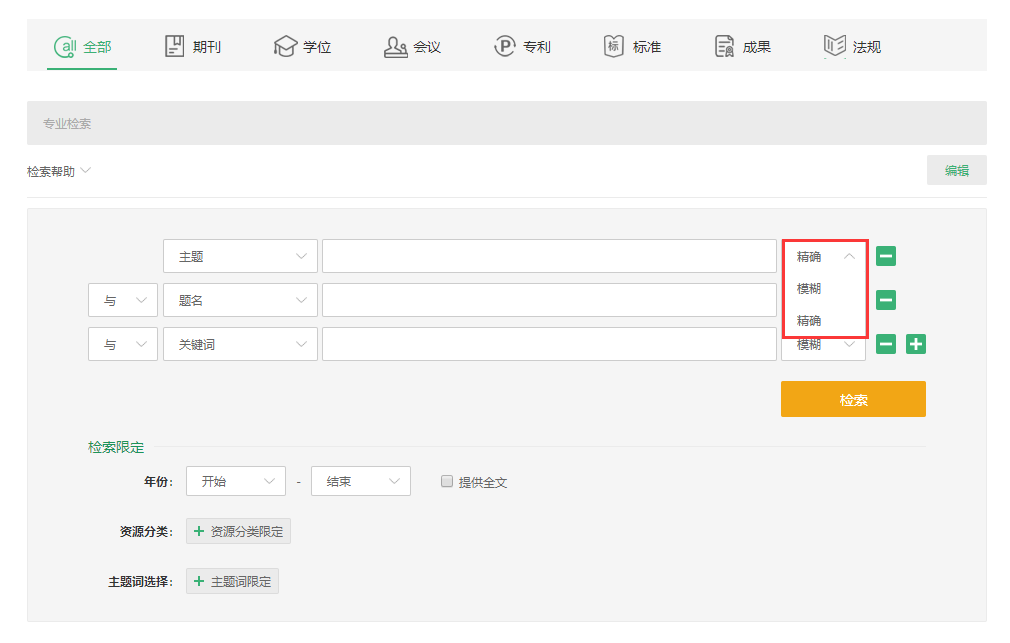 all 全部 期刊 学位 会议 P 专利 标 标准 成果 法规
专业检索
检索帮助 编辑
主题 精确
模糊
与 题名
精确
与 关键词 模糊
检索
检索限定
年份： 开始 - 结束 提供全文
资源分类： + 资源分类限定
主题词选择： + 主题词限定